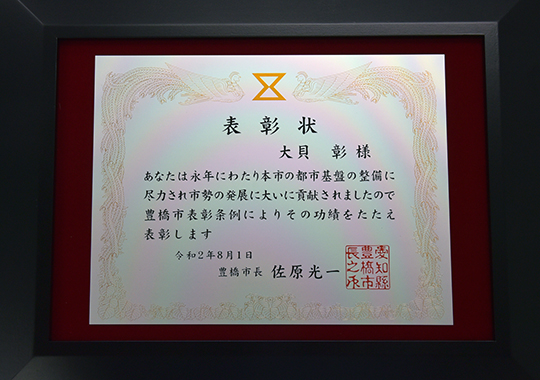 表彰状
大貝 彰 様
あなたは永年にわたり本市の都市基盤の整備に
尽力され市勢の発展に大いに貢献されましたので
豊橋市表彰条例によりその功績をたたえ
表彰します
令和2年8月1日
豊橋市長 佐原光一
愛知縣
豊橋市
長之印